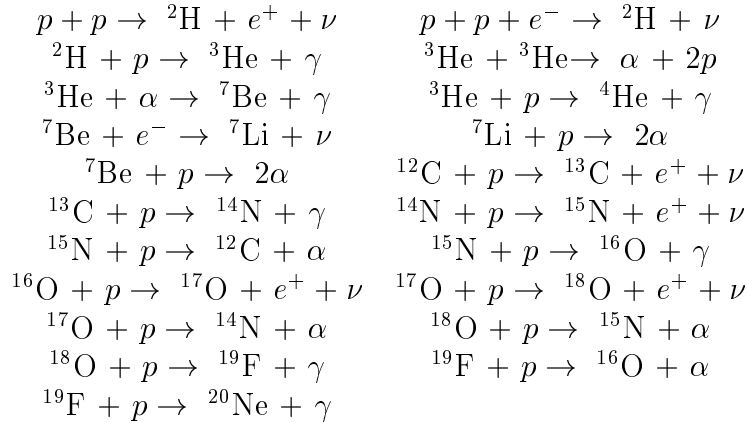 p + p → ²H + e⁺ + ν    p + p + e⁻ → ²H + ν
²H + p → ³He + γ    ³He + ³He→ α + 2p
³He + α → ⁷Be + γ    ³He + p → ⁴He + γ
⁷Be + e⁻ → ⁷Li + ν    ⁷Li + p → 2α
⁷Be + p → 2α    ¹²C + p → ¹³C + e⁺ + ν
¹³C + p → ¹⁴N + γ    ¹⁴N + p → ¹⁵N + e⁺ + ν
¹⁵N + p → ¹²C + α    ¹⁵N + p → ¹⁶O + γ
¹⁶O + p → ¹⁷O + e⁺ + ν    ¹⁷O + p → ¹⁸O + e⁺ + ν
¹⁷O + p → ¹⁴N + α    ¹⁸O + p → ¹⁵N + α
¹⁸O + p → ¹⁹F + γ    ¹⁹F + p → ¹⁶O + α
¹⁹F + p → ²⁰Ne + γ